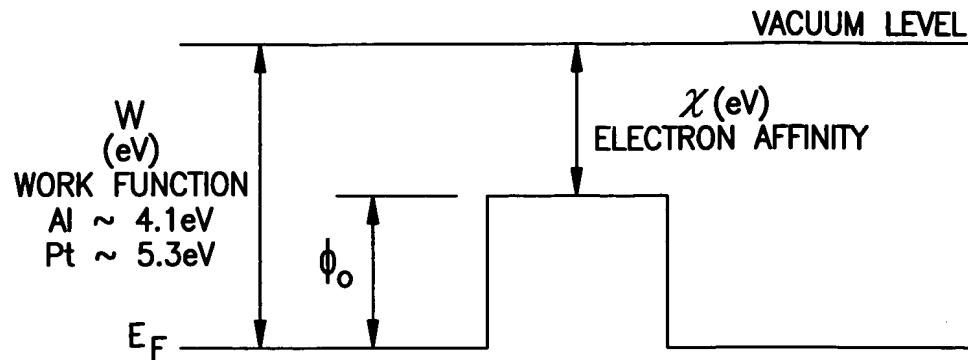 VACUUM LEVEL
W
(eV)
WORK FUNCTION
Al ~ 4.1eV
Pt ~ 5.3eV
χ(eV)
ELECTRON AFFINITY
ϕo
EF